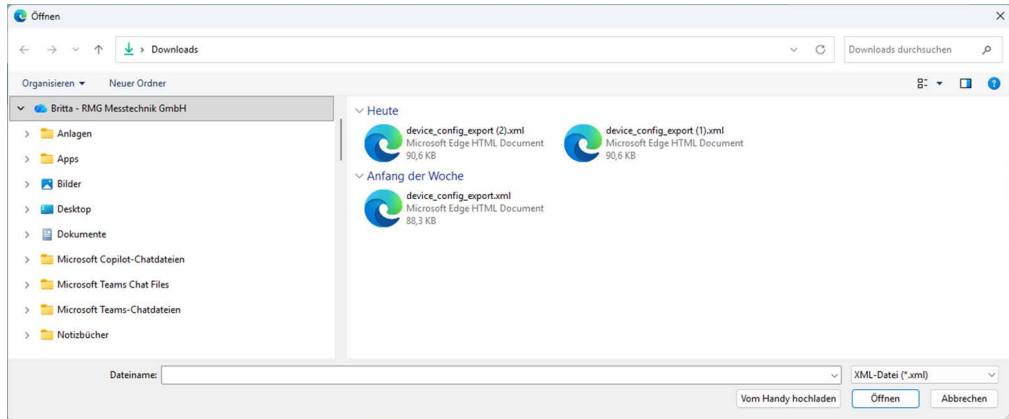 Öffnen
Downloads
Downloads durchsuchen
Organisieren
Neuer Ordner
Britta - RMG Messtechnik GmbH
Anlagen
Apps
Bilder
Desktop
Dokumente
Microsoft Copilot-Chatdateien
Microsoft Teams Chat Files
Microsoft Teams-Chatdateien
Notizbücher
Heute
device_config_export (2).xml
Microsoft Edge HTML Document
90,6 KB
device_config_export (1).xml
Microsoft Edge HTML Document
90,6 KB
Anfang der Woche
device_config_export.xml
Microsoft Edge HTML Document
88,3 KB
Dateiname:
XML-Datei (*.xml)
Vom Handy hochladen
Öffnen
Abbrechen